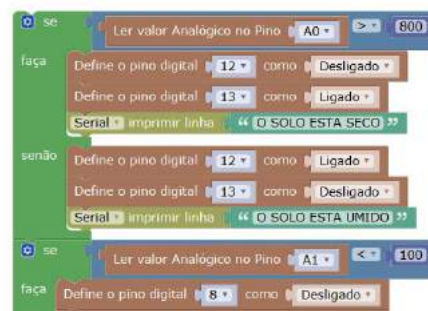 se Ler valor Analógico no Pino A0 > 800
faça Define o pino digital 12 como Desligado
Define o pino digital 13 como Ligado
Serial imprimir linha “ O SOLO ESTA SECO ”
senão Define o pino digital 12 como Ligado
Define o pino digital 13 como Desligado
Serial imprimir linha “ O SOLO ESTA UMIDO ”
se Ler valor Analógico no Pino A1 < 100
faça Define o pino digital 8 como Desligado